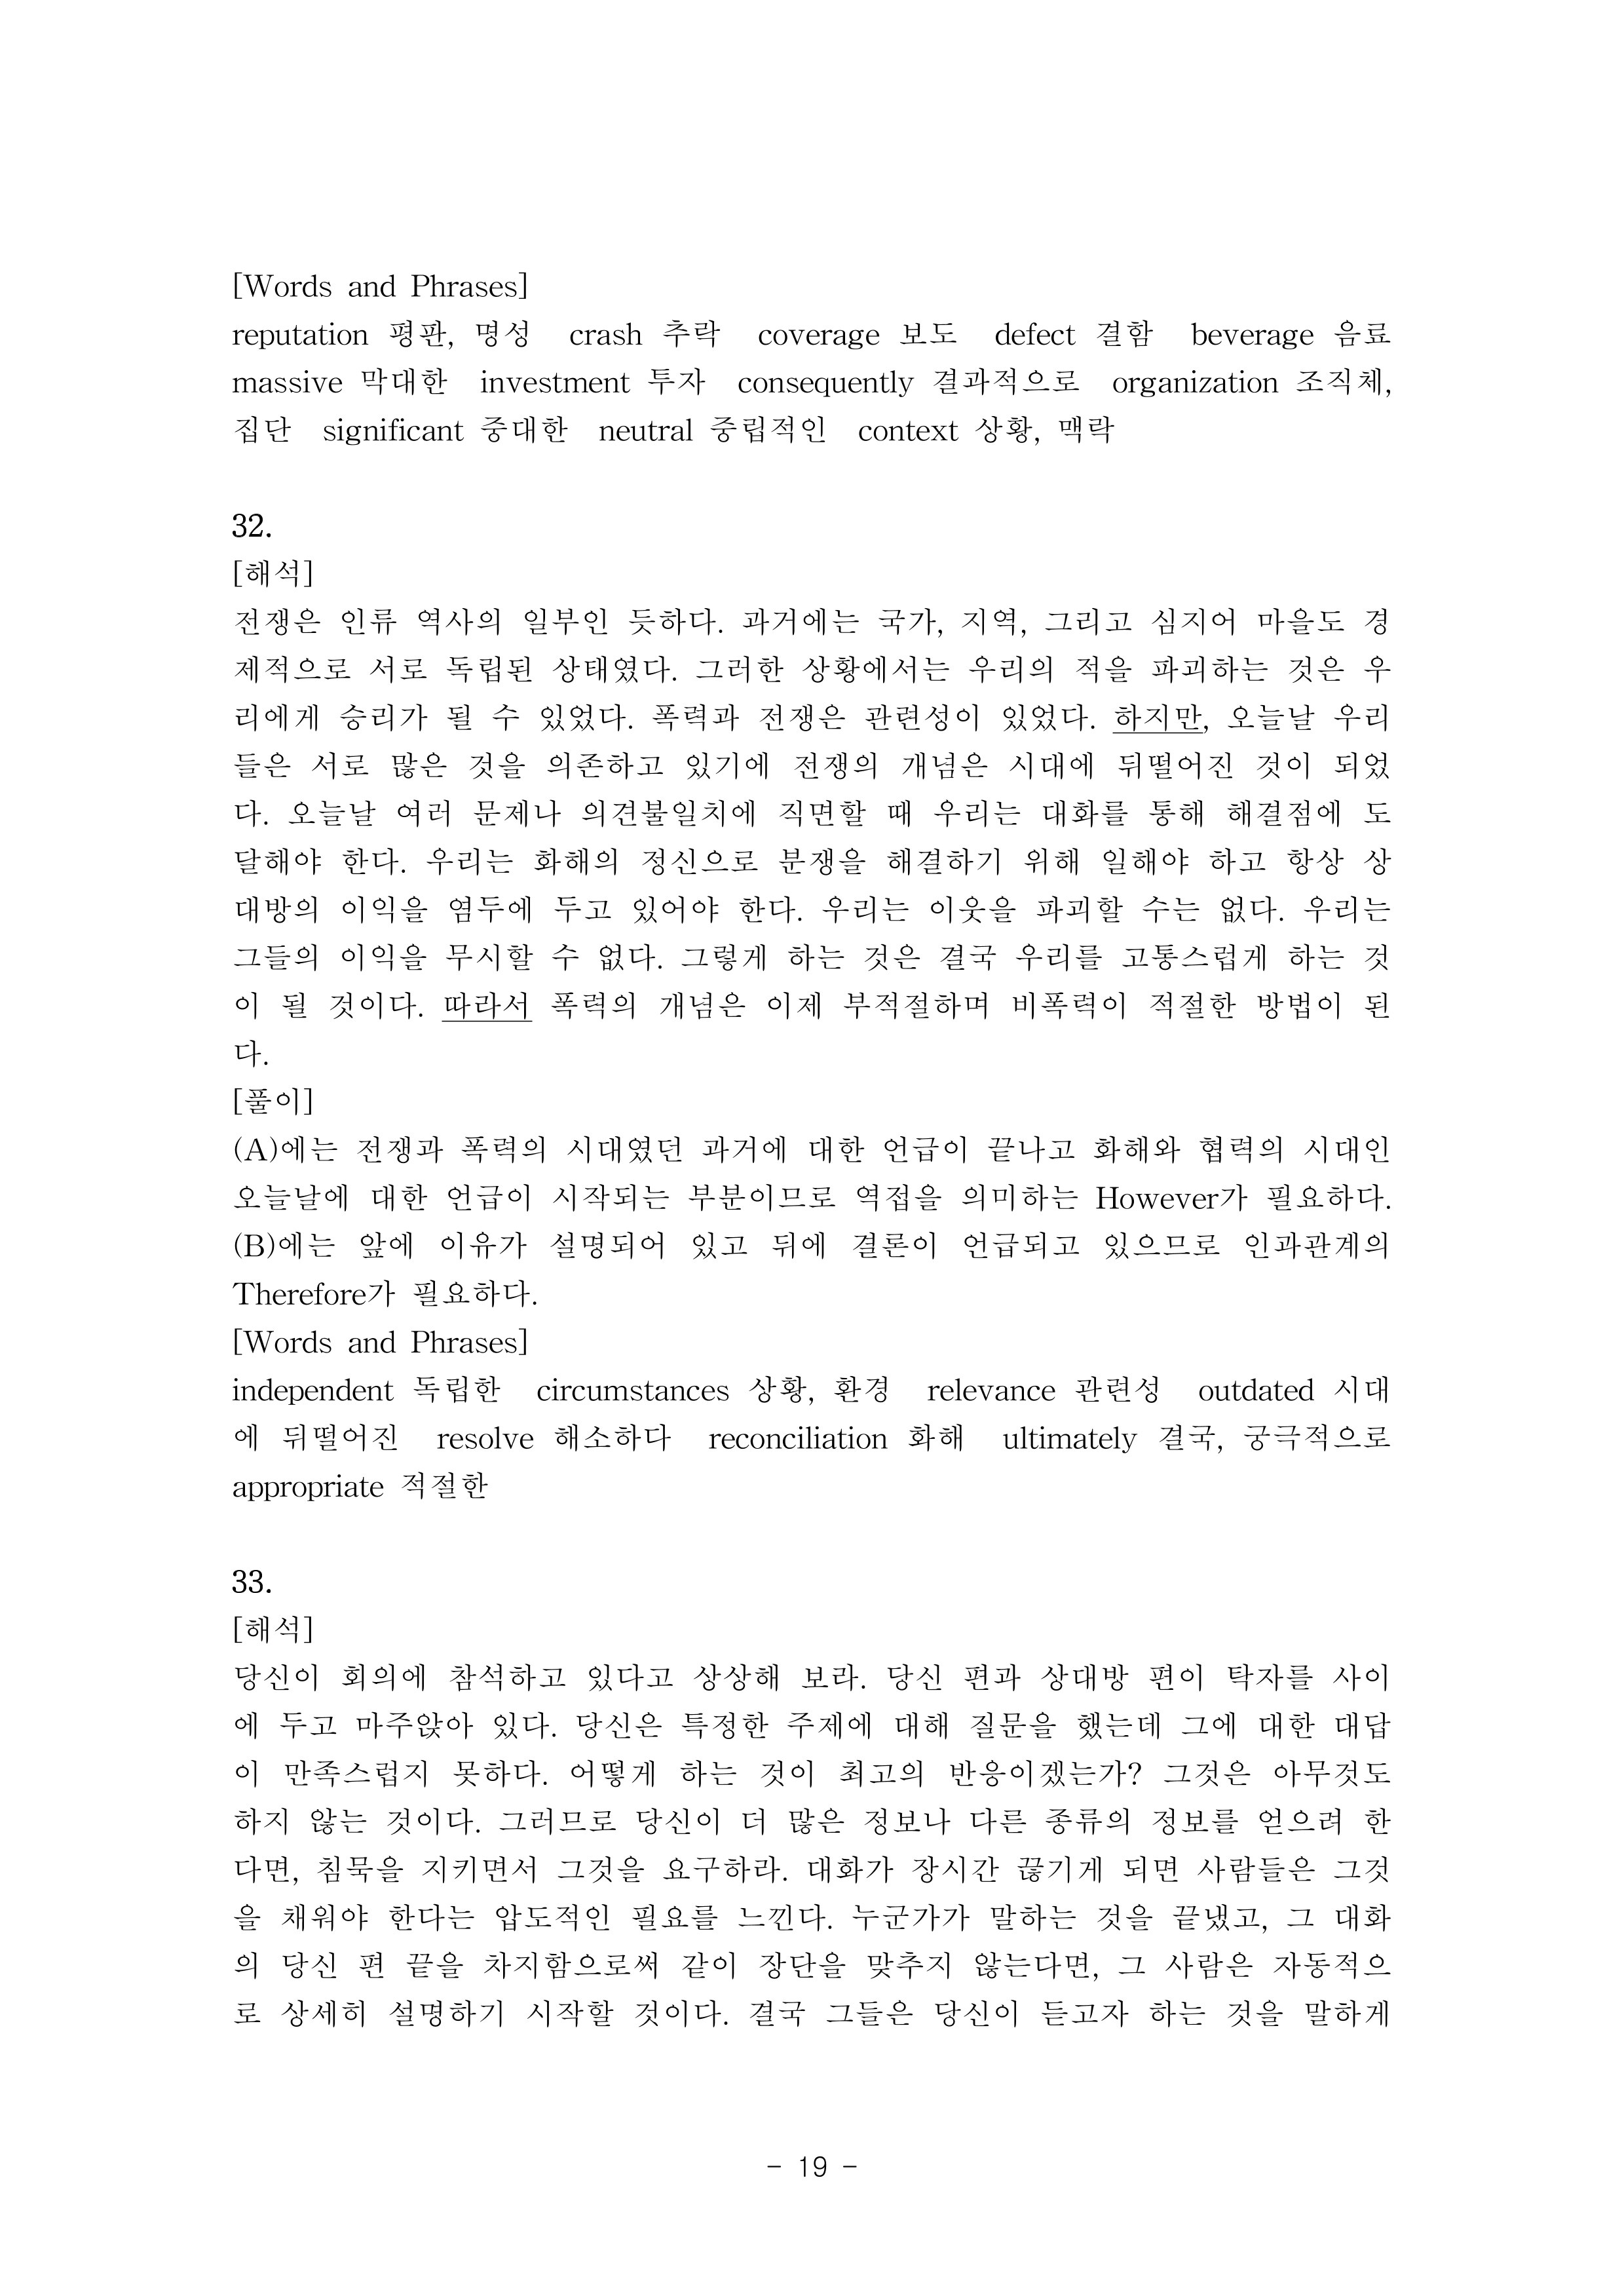 [Words and Phrases]
reputation 평판, 명성 crash 추락 coverage 보도 defect 결함 beverage 음료
massive 막대한 investment 투자 consequently 결과적으로 organization 조직체,
집단 significant 중대한 neutral 중립적인 context 상황, 맥락
32.
[해석]
전쟁은 인류 역사의 일부인 듯하다. 과거에는 국가, 지역, 그리고 심지어 마을도 경
제적으로 서로 독립된 상태였다. 그러한 상황에서는 우리의 적을 파괴하는 것은 우
리에게 승리가 될 수 있었다. 폭력과 전쟁은 관련성이 있었다. 하지만, 오늘날 우리
들은 서로 많은 것을 의존하고 있기에 전쟁의 개념은 시대에 뒤떨어진 것이 되었
다. 오늘날 여러 문제나 의견불일치에 직면할 때 우리는 대화를 통해 해결점에 도
달해야 한다. 우리는 화해의 정신으로 분쟁을 해결하기 위해 일해야 하고 항상 상
대방의 이익을 염두에 두고 있어야 한다. 우리는 이웃을 파괴할 수는 없다. 우리는
그들의 이익을 무시할 수 없다. 그렇게 하는 것은 결국 우리를 고통스럽게 하는 것
이 될 것이다. 따라서 폭력의 개념은 이제 부적절하며 비폭력이 적절한 방법이 된
다.
[풀이]
(A)에는 전쟁과 폭력의 시대였던 과거에 대한 언급이 끝나고 화해와 협력의 시대인
오늘날에 대한 언급이 시작되는 부분이므로 역접을 의미하는 However가 필요하다.
(B)에는 앞에 이유가 설명되어 있고 뒤에 결론이 언급되고 있으므로 인과관계의
Therefore가 필요하다.
[Words and Phrases]
independent 독립한 circumstances 상황, 환경 relevance 관련성 outdated 시대
에 뒤떨어진 resolve 해소하다 reconciliation 화해 ultimately 결국, 궁극적으로
appropriate 적절한
33.
[해석]
당신이 회의에 참석하고 있다고 상상해 보라. 당신 편과 상대방 편이 탁자를 사이
에 두고 마주앉아 있다. 당신은 특정한 주제에 대해 질문을 했는데 그에 대한 대답
이 만족스럽지 못하다. 어떻게 하는 것이 최고의 반응이겠는가? 그것은 아무것도
하지 않는 것이다. 그러므로 당신이 더 많은 정보나 다른 종류의 정보를 얻으려 한
다면, 침묵을 지키면서 그것을 요구하라. 대화가 장시간 끊기게 되면 사람들은 그것
을 채워야 한다는 압도적인 필요를 느낀다. 누군가가 말하는 것을 끝냈고, 그 대화
의 당신 편 끝을 차지함으로써 같이 장단을 맞추지 않는다면, 그 사람은 자동적으
로 상세히 설명하기 시작할 것이다. 결국 그들은 당신이 듣고자 하는 것을 말하게
- 19 -